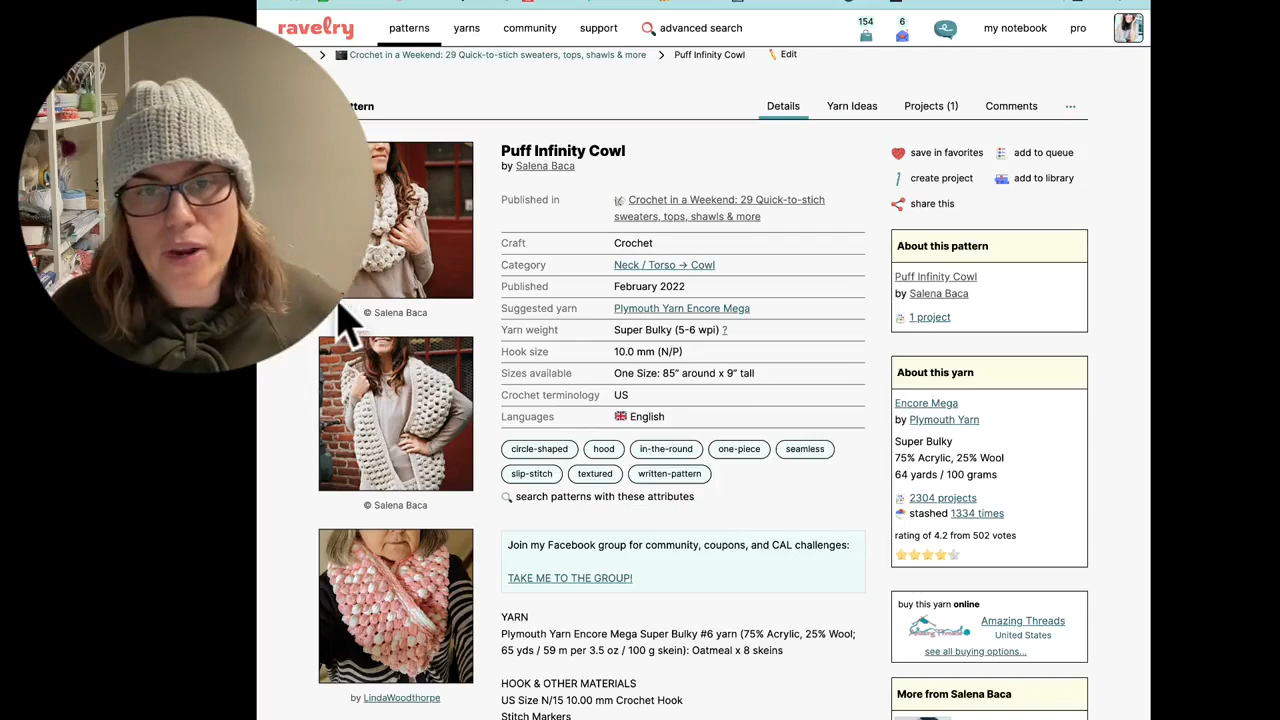 ravelry
patterns
yarns
community
support
advanced search
154
6
my notebook
pro
Crochet in a Weekend: 29 Quick-to-stich sweaters, tops, shawls & more
Puff Infinity Cowl
Edit
Details
Yarn Ideas
Projects (1)
Comments
...
Puff Infinity Cowl
by Salena Baca
Published in
Crochet in a Weekend: 29 Quick-to-stich
sweaters, tops, shawls & more
Craft
Crochet
Category
Neck / Torso → Cowl
Published
February 2022
Suggested yarn
Plymouth Yarn Encore Mega
Yarn weight
Super Bulky (5-6 wpi) ?
Hook size
10.0 mm (N/P)
Sizes available
One Size: 85” around x 9” tall
Crochet terminology
US
Languages
English
circle-shaped
hood
in-the-round
one-piece
seamless
slip-stitch
textured
written-pattern
search patterns with these attributes
Join my Facebook group for community, coupons, and CAL challenges:
TAKE ME TO THE GROUP!
YARN
Plymouth Yarn Encore Mega Super Bulky #6 yarn (75% Acrylic, 25% Wool;
65 yds / 59 m per 3.5 oz / 100 g skein): Oatmeal x 8 skeins
HOOK & OTHER MATERIALS
US Size N/15 10.00 mm Crochet Hook
Stitch Markers
© Salena Baca
© Salena Baca
by LindaWoodthorpe
save in favorites
add to queue
create project
add to library
share this
About this pattern
Puff Infinity Cowl
by Salena Baca
1 project
About this yarn
Encore Mega
by Plymouth Yarn
Super Bulky
75% Acrylic, 25% Wool
64 yards / 100 grams
2304 projects
stashed 1334 times
rating of 4.2 from 502 votes
buy this yarn online
Amazing Threads
United States
see all buying options...
More from Salena Baca